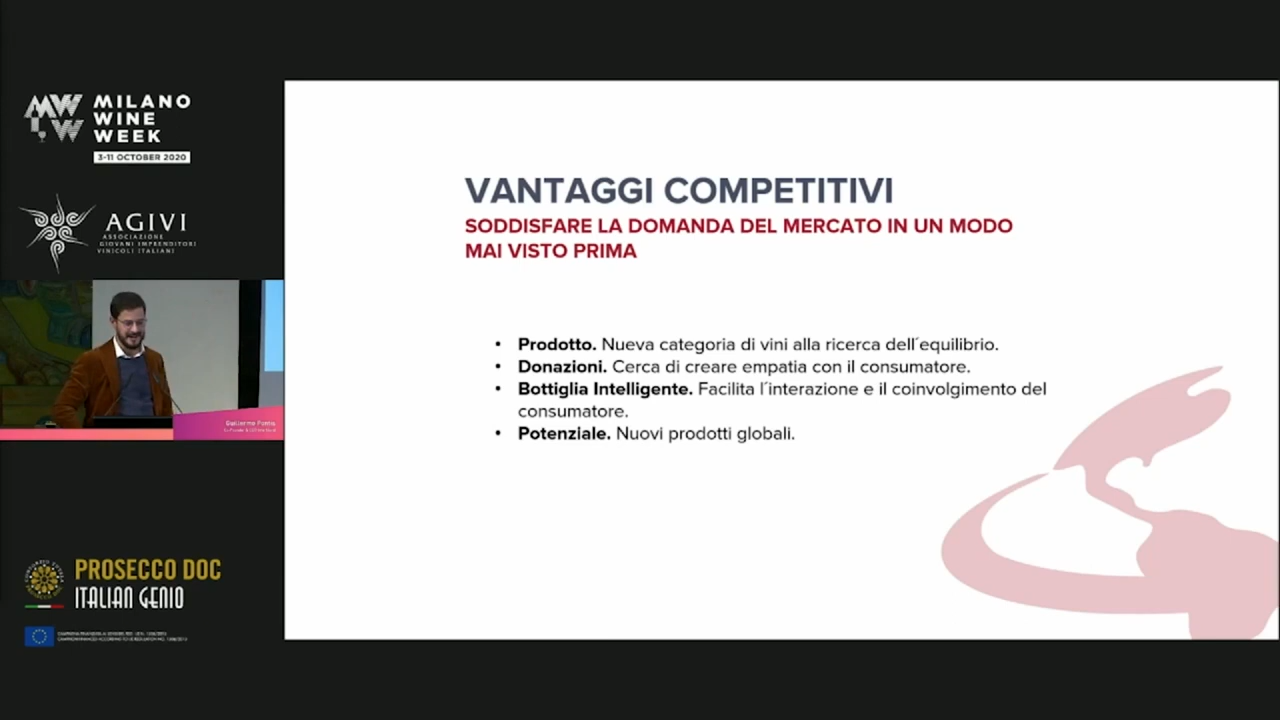 MILANO
WINE
WEEK
3-11 OCTOBER 2020
AGIVI
ASSOCIAZIONE
GIOVANI IMPRENDITORI
VINICOLI ITALIANI
PROSECCO DOC
ITALIAN GENIO
VANTAGGI COMPETITIVI
SODDISFARE LA DOMANDA DEL MERCATO IN UN MODO
MAI VISTO PRIMA
• Prodotto. Nueva categoria di vini alla ricerca dell´equilibrio.
• Donazioni. Cerca di creare empatia con il consumatore.
• Bottiglia Intelligente. Facilita l´interazione e il coinvolgimento del
consumatore.
• Potenziale. Nuovi prodotti globali.